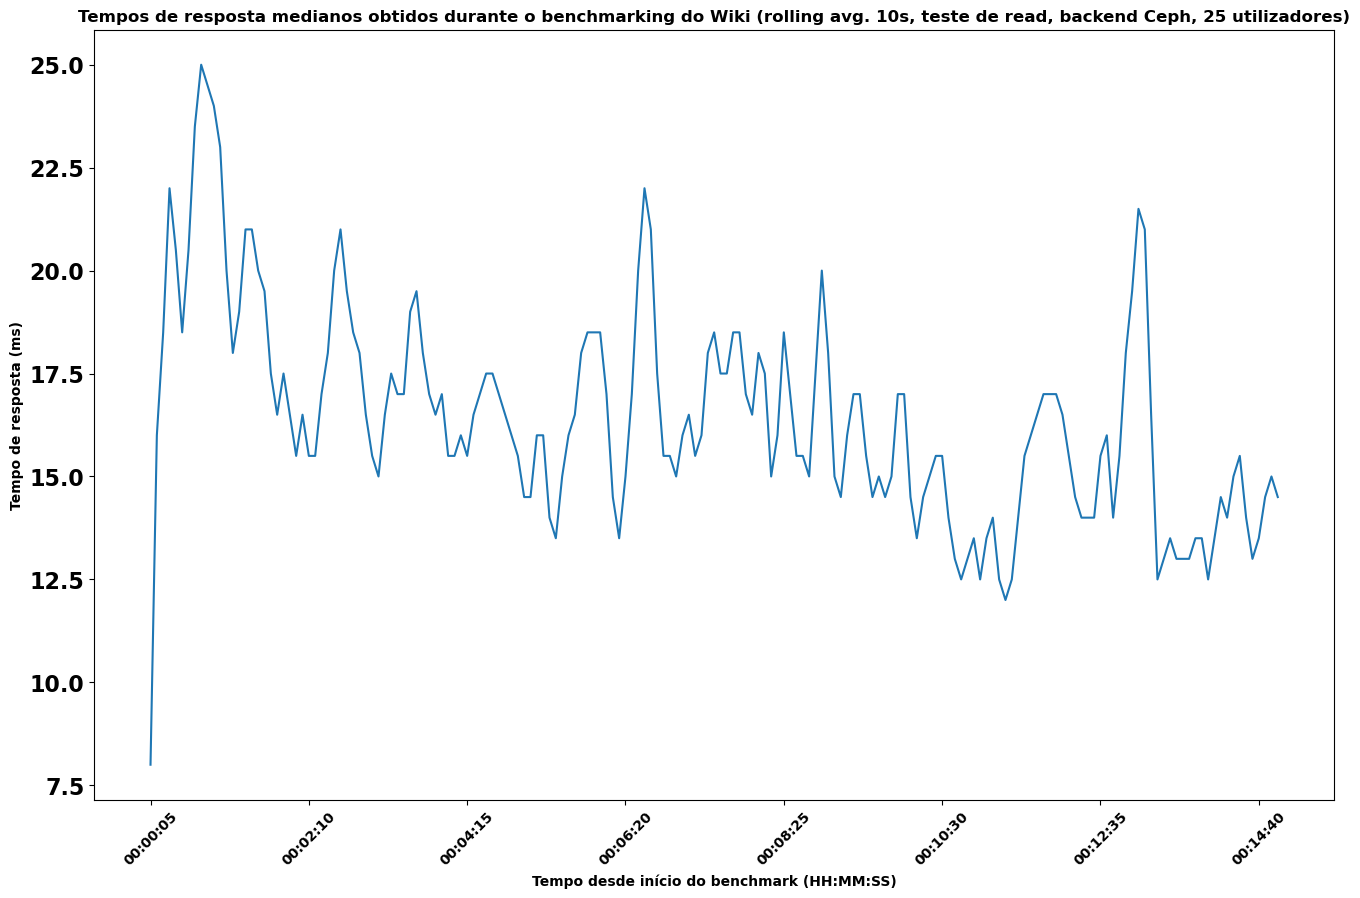 Tempos de resposta medianos obtidos durante o benchmarking do Wiki (rolling avg. 10s, teste de read, backend Ceph, 25 utilizadores)
25.0
22.5
20.0
17.5
15.0
12.5
10.0
7.5
Tempo de resposta (ms)
00:00:05 00:02:10 00:04:15 00:06:20 00:08:25 00:10:30 00:12:35 00:14:40
Tempo desde início do benchmark (HH:MM:SS)